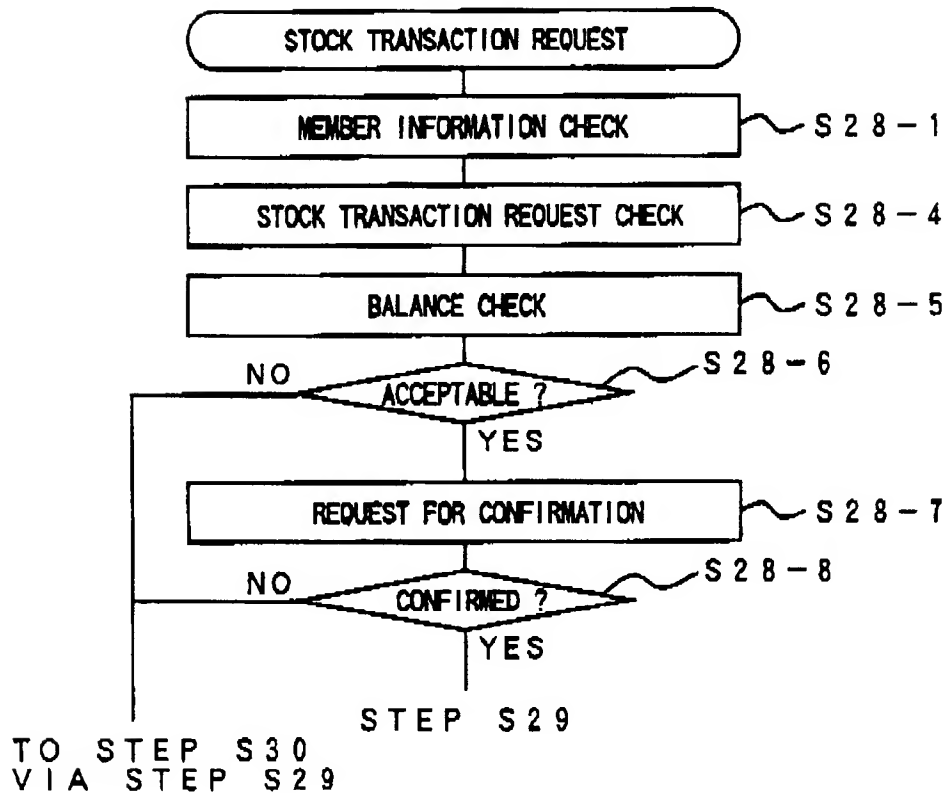 STOCK TRANSACTION REQUEST
MEMBER INFORMATION CHECK
S28-1
STOCK TRANSACTION REQUEST CHECK
S28-4
BALANCE CHECK
S28-5
S28-6
NO
ACCEPTABLE ?
YES
REQUEST FOR CONFIRMATION
S28-7
S28-8
NO
CONFIRMED ?
YES
STEP S29
TO STEP S30
VIA STEP S29